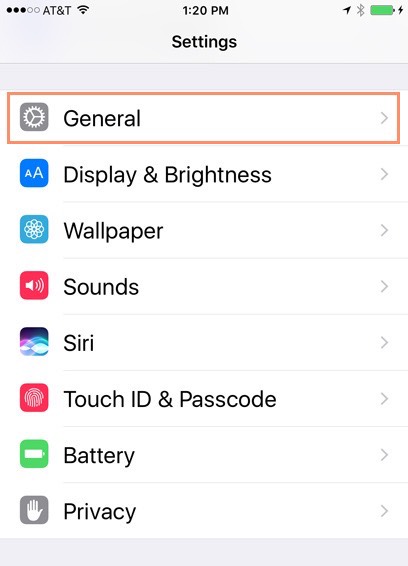 AT&T 1:20 PM
Settings
General
AA Display & Brightness
Wallpaper
Sounds
Siri
Touch ID & Passcode
Battery
Privacy